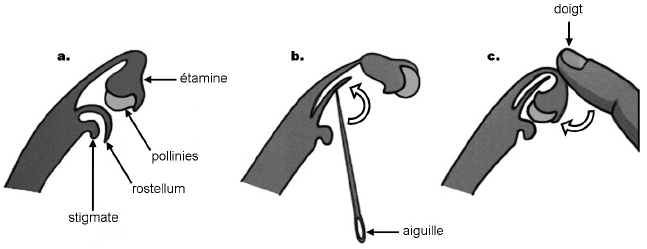 a.
étamine
pollinies
rostellum
stigmate
b.
aiguille
c.
doigt